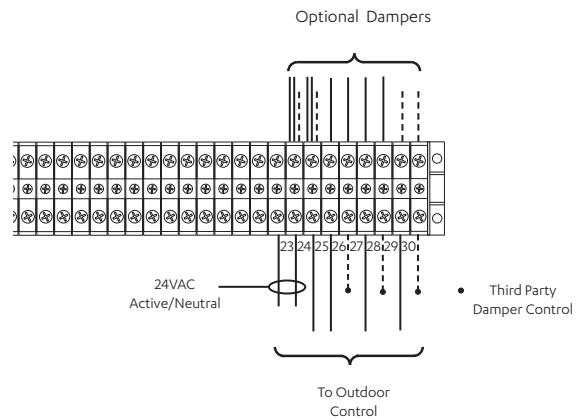 Optional Dampers
23 24 25 26 27 28 29 30
24VAC
Active/Neutral
Third Party
Damper Control
To Outdoor
Control